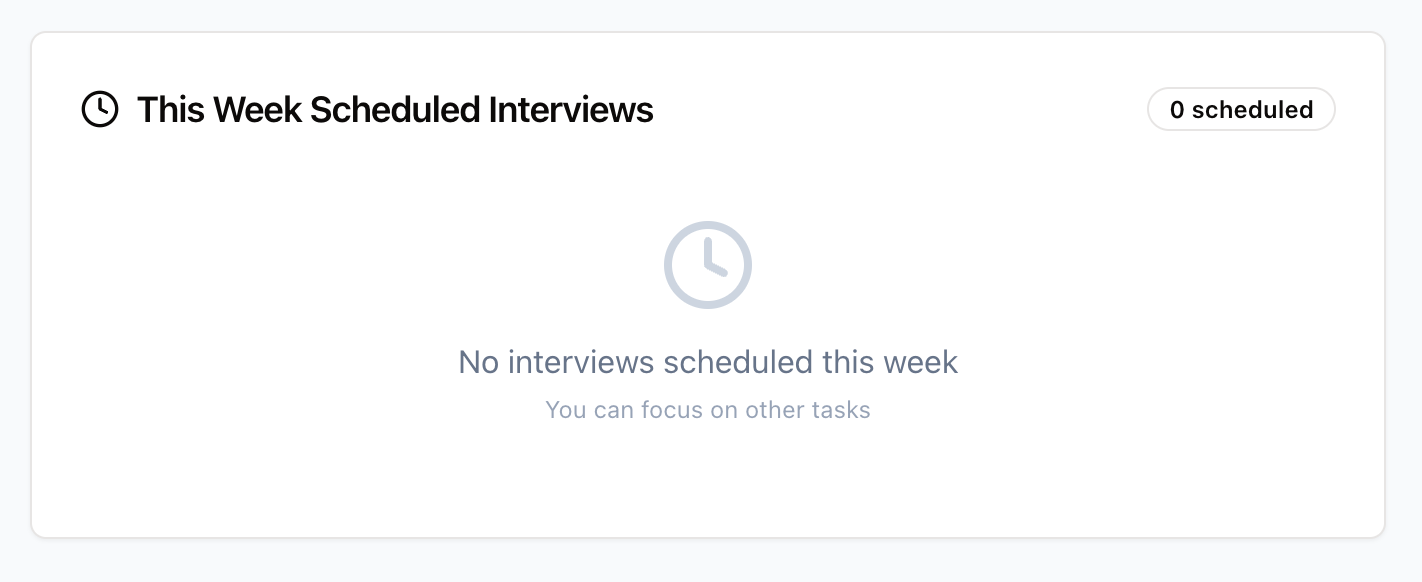 This Week Scheduled Interviews
0 scheduled
No interviews scheduled this week
You can focus on other tasks